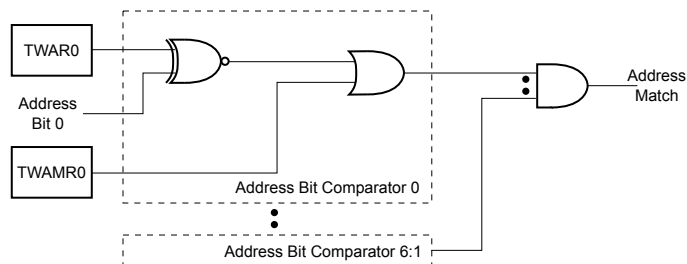 TWAR0
Address
Bit 0
TWAMR0
Address Bit Comparator 0
Address Bit Comparator 6:1
Address
Match